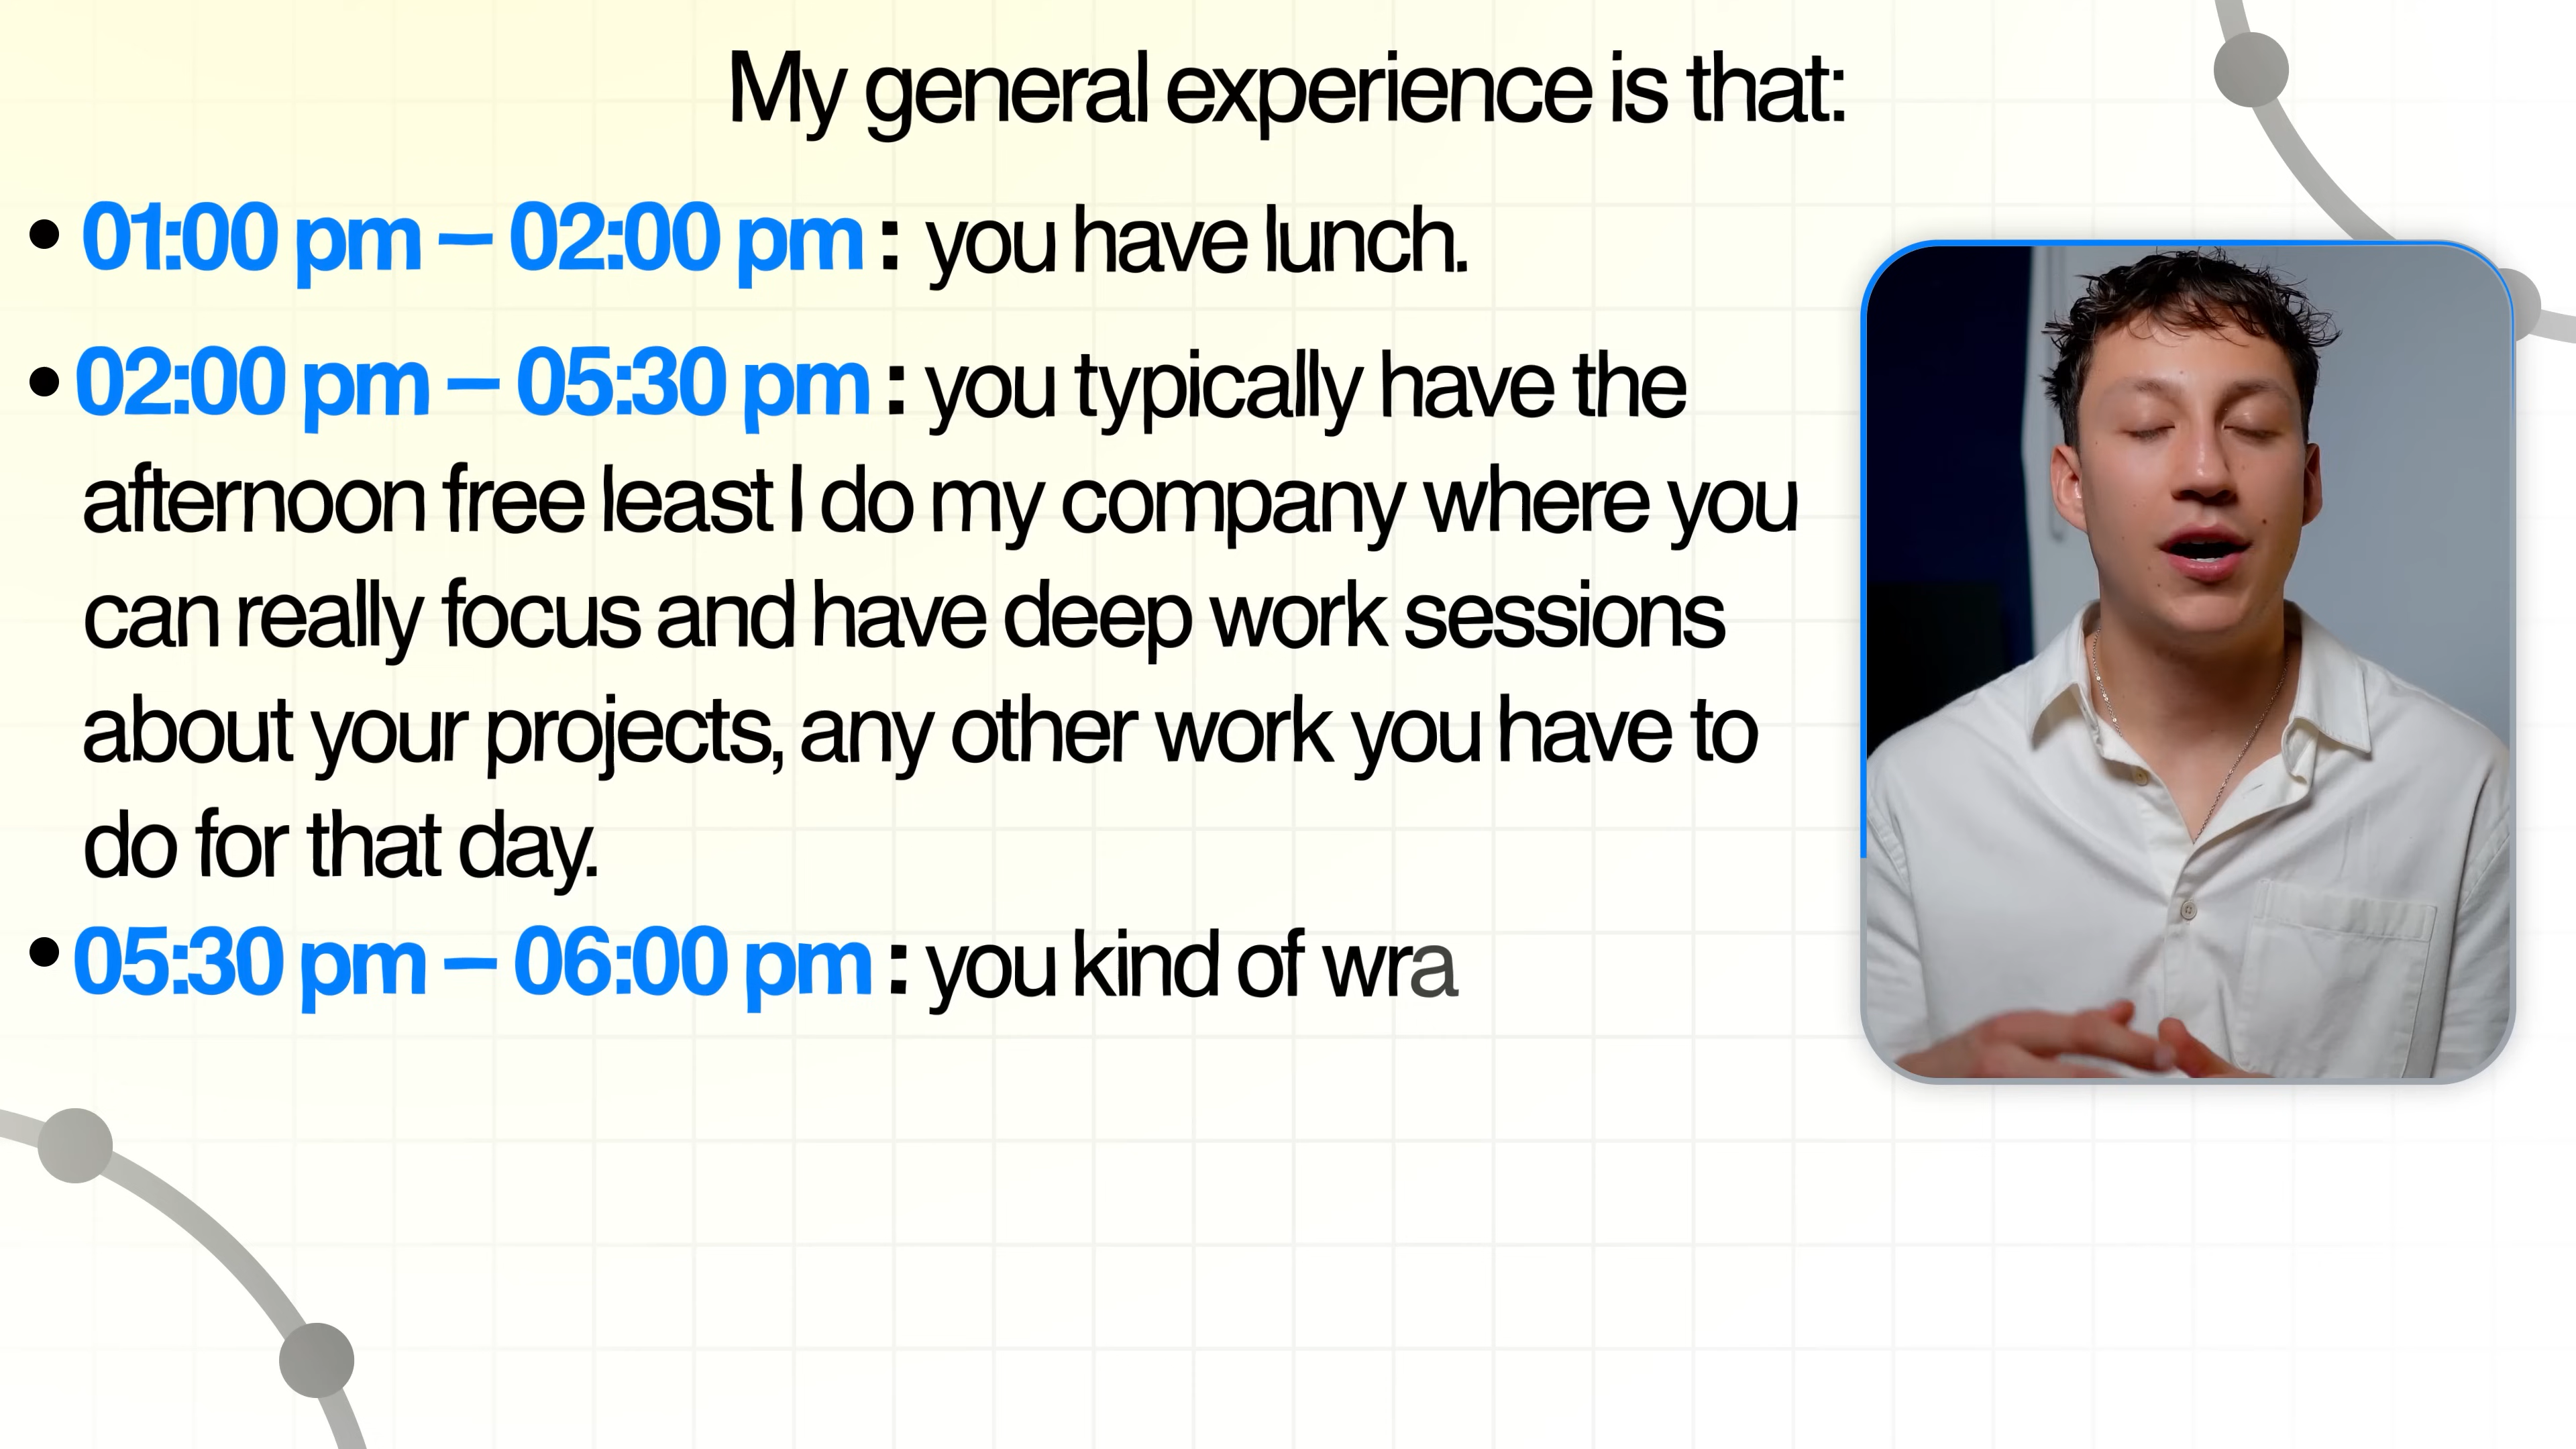 My general experience is that:
• 01:00 pm – 02:00 pm : you have lunch.
• 02:00 pm – 05:30 pm : you typically have the
afternoon free least I do my company where you
can really focus and have deep work sessions
about your projects, any other work you have to
do for that day.
• 05:30 pm – 06:00 pm : you kind of wra